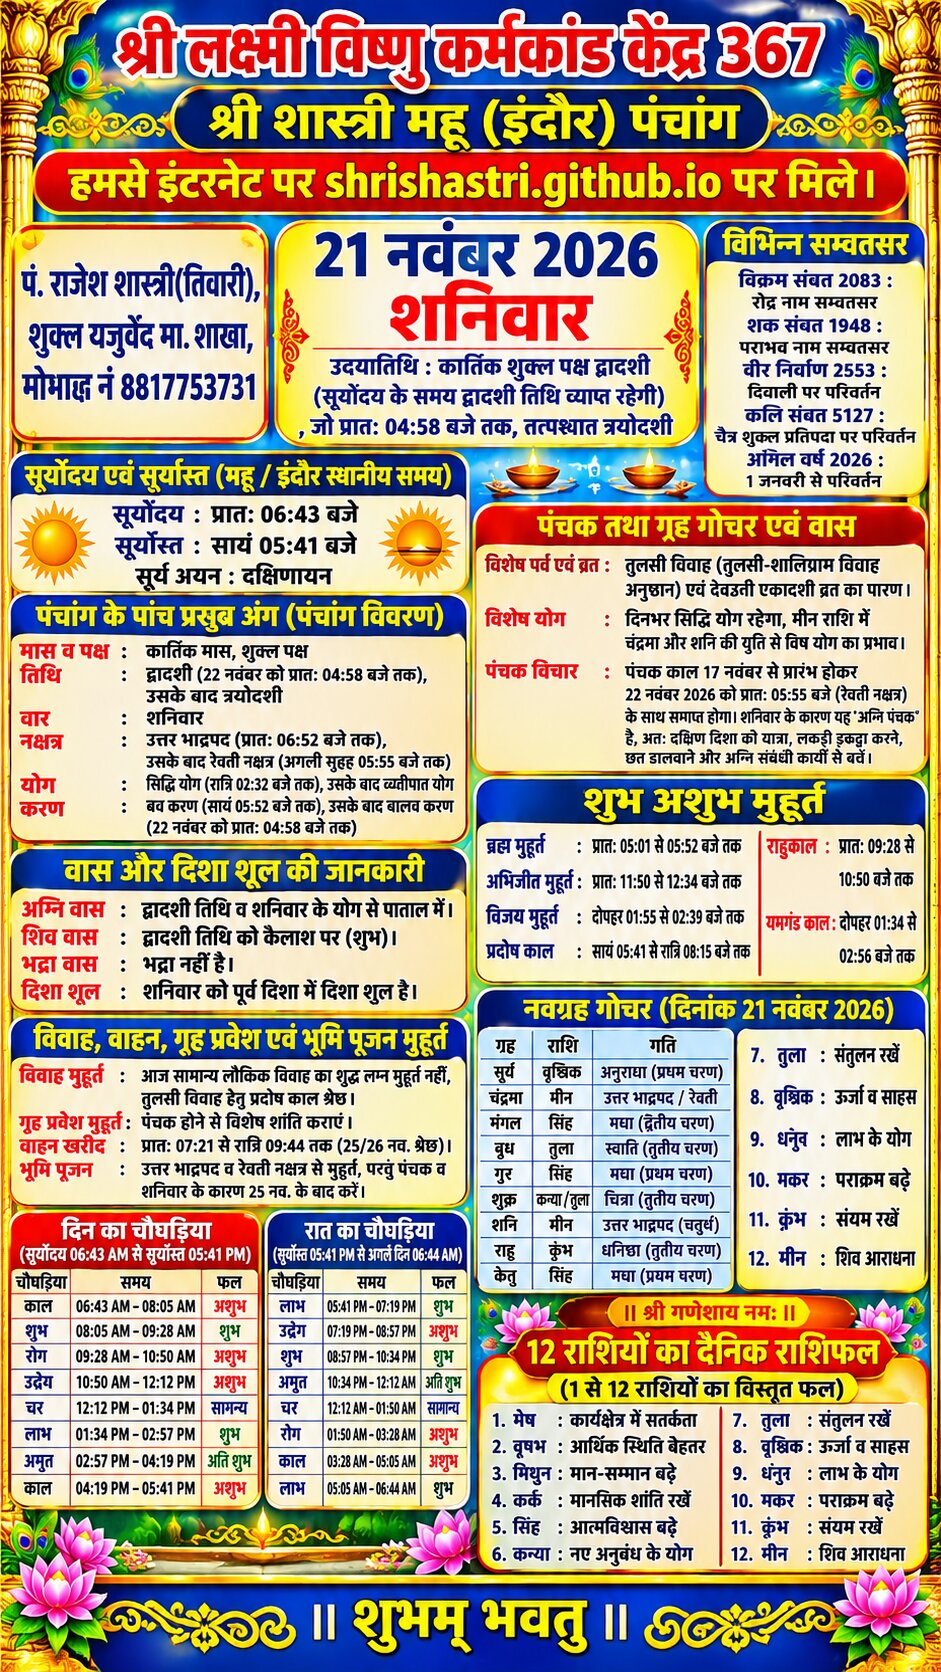 श्री लक्ष्मी विष्णु कर्मकांड केंद्र 367
श्री शास्त्री महू (इंदौर) पंचांग
हमसे इंटरनेट पर shrishastri.github.io पर मिले।
पं. राजेश शास्त्री(तिवारी),
शुक्ल यजुर्वेद मा. शाखा,
नं 8817753731
21 नवंबर 2026
शनिवार
उदयातिथि : कार्तिक शुक्ल पक्ष द्वादशी
(सूर्योदय के समय द्वादशी तिथि व्याप्त रहेगी)
, जो प्रात: 04:58 बजे तक, तत्पश्चात त्रयोदशी
विभिन्न सम्वतसर
विक्रम संबत 2083 :
रोद्र नाम सम्वतसर
शक संबत 1948 :
पराभव नाम सम्वतसर
वीर निर्वाण 2553 :
दिवाली पर परिवर्तन
कलि संबत 5127 :
चैत्र शुकल प्रतिपदा पर परिवर्तन
अमिल वर्ष 2026 :
1 जनवरी से परिवर्तन
सूर्योदय एवं सुर्यास्त (महू / इंदौर स्थानीय समय)
सूर्योदय : प्रात: 06:43 बजे
सूर्योस्त : सायं 05:41 बजे
सूर्य अयन : दक्षिणायन
पंचांग के पांच प्रसुब अंग (पंचांग विवरण)
मास व पक्ष : कार्तिक मास, शुक्ल पक्ष
तिथि : द्वादशी (22 नवंबर को प्रात: 04:58 बजे तक),
उसके बाद त्रयोदशी
वार : शनिवार
नक्षत्र : उत्तर भाद्रपद (प्रात: 06:52 बजे तक),
उसके बाद रेवती नक्षत्र (अगली सुहह 05:55 बजे तक)
योग : सिद्धि योग (रात्रि 02:32 बजे तक), उसके बाद व्यतीपात योग
करण : बव करण (सायं 05:52 बजे तक), उसके बाद बालव करण
(22 नवंबर को प्रात: 04:58 बजे तक)
पंचक तथा गृह गोचर एवं वास
विशेष पर्व एवं व्रत : तुलसी विवाह (तुलसी-शालिग्राम विवाह
अनुष्ठान) एवं देवउती एकादशी व्रत का पारण।
विशेष योग : दिनभर सिद्धि योग रहेगा, मीन राशि में
चंद्रमा और शनि की युति से विष योग का प्रभाव।
पंचक विचार : पंचक काल 17 नवंबर से प्रारंभ होकर
22 नवंबर 2026 को प्रात: 05:55 बजे (रेवती नक्षत्र)
के साथ समाप्त होगा। शनिवार के कारण यह 'अग्नि पंचक'
है, अत: दक्षिण दिशा को यात्रा, लकड़ी इकट्ठा करने,
छत डालवाने और अग्नि संबंधी कार्यी से बचें।
वास और दिशा शूल की जानकारी
अग्नि वास : द्वादशी तिथि व शनिवार के योग से पाताल में।
शिव वास : द्वादशी तिथि को कैलाश पर (शुभ)।
भद्रा वास : भद्रा नहीं है।
दिशा शूल : शनिवार को पूर्व दिशा में दिशा शुल है।
शुभ अशुभ मुहूर्त
ब्रह्म मुहूर्त : प्रात: 05:01 से 05:52 बजे तक
अभिजीत मुहूर्त : प्रात: 11:50 से 12:34 बजे तक
विजय मुहूर्त : दोपहर 01:55 से 02:39 बजे तक
प्रदोष काल : सायं 05:41 से रात्रि 08:15 बजे तक
राहुकाल : प्रात: 09:28 से
10:50 बजे तक
यमगंड काल : दोपहर 01:34 से
02:56 बजे तक
विवाह, वाहन, गृह प्रवेश एवं भूमि पूजन मुहूर्त
विवाह मुहूर्त : आज सामान्य लौकिक विवाह का शुद्ध लग्न मुहूर्त नहीं,
तुलसी विवाह हेतु प्रदोष काल श्रेष्ठ।
गृह प्रवेश मुहूर्त : पंचक होने से विशेष शांति कराएं।
वाहन खरीद : प्रात: 07:21 से रात्रि 09:44 तक (25/26 नव. श्रेष्ठ)।
भूमि पूजन : उत्तर भाद्रपद व रेवती नक्षत्र से मुहूर्त, परवुं पंचक व
शनिवार के कारण 25 नव. के बाद करें।
नवग्रह गोचर (दिनांक 21 नवंबर 2026)
ग्रह राशि गति
सूर्य वृश्चिक अनुराधा (प्रथम चरण)
चंद्रमा मीन उत्तर भाद्रपद / रेवती
मंगल सिंह मघा (द्वितीय चरण)
बुध तुला स्वाति (तृतीय चरण)
गुर सिंह मघा (प्रथम चरण)
शुक्र कन्या/तुला चित्रा (तृतीय चरण)
शनि मीन उत्तर भाद्रपद (चतुर्थ)
राहु कुंभ धनिष्ठा (तृतीय चरण)
केतु सिंह मघा (प्रथम चरण)
7. तुला : संतुलन रखें
8. वृश्चिक : ऊर्जा व साहस
9. धनुंव : लाभ के योग
10. मकर : पराक्रम बढ़े
11. कुंभ : संयम रखें
12. मीन : शिव आराधना
दिन का चौघड़िया
(सूर्योदय 06:43 AM से सूर्यास्त 05:41 PM)
चौघड़िया समय फल
काल 06:43 AM – 08:05 AM अशुभ
शुभ 08:05 AM – 09:28 AM शुभ
रोग 09:28 AM – 10:50 AM अशुभ
उद्रेय 10:50 AM – 12:12 PM अशुभ
चर 12:12 PM – 01:34 PM सामन्य
लाभ 01:34 PM – 02:57 PM शुभ
अमृत 02:57 PM – 04:19 PM अति शुभ
काल 04:19 PM – 05:41 PM अशुभ
रात का चौघड़िया
(सूर्यास्त 05:41 PM से अगले दिन 06:44 AM)
चौघड़िया समय फल
लाभ 05:41 PM – 07:19 PM शुभ
उद्रेग 07:19 PM – 08:57 PM अशुभ
शुभ 08:57 PM – 10:34 PM शुभ
अमृत 10:34 PM – 12:12 AM अति शुभ
चर 12:12 AM – 01:50 AM सामान्य
रोग 01:50 AM – 03:28 AM अशुभ
काल 03:28 AM – 05:05 AM अशुभ
लाभ 05:05 AM – 06:44 AM शुभ
॥ श्री गणेशाय नम: ॥
12 राशियों का दैनिक राशिफल
(1 से 12 राशियों का विस्तृत फल)
1. मेष : कार्यक्षेत्र में सतर्कता
2. वृषभ : आर्थिक स्थिति बेहतर
3. मिथुन : मान-सम्मान बढ़े
4. कर्क : मानसिक शांति रखें
5. सिंह : आत्मविश्वास बढ़े
6. कन्या : नए अनुबंध के योग
7. तुला : संतुलन रखें
8. वृश्चिक : ऊर्जा व साहस
9. धंनुर : लाभ के योग
10. मकर : पराक्रम बढ़े
11. कुंभ : संयम रखें
12. मीन : शिव आराधना
॥ शुभम् भवतु ॥